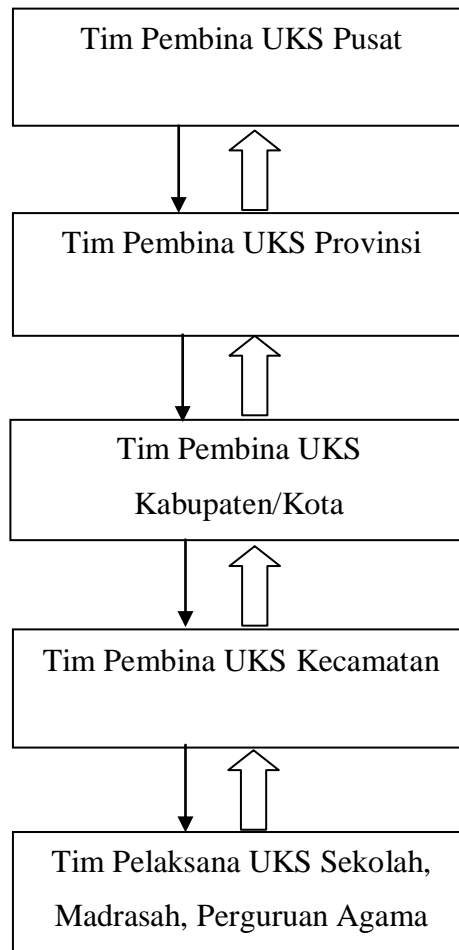 Tim Pembina UKS Pusat
Tim Pembina UKS Provinsi
Tim Pembina UKS
Kabupaten/Kota
Tim Pembina UKS Kecamatan
Tim Pelaksana UKS Sekolah,
Madrasah, Perguruan Agama